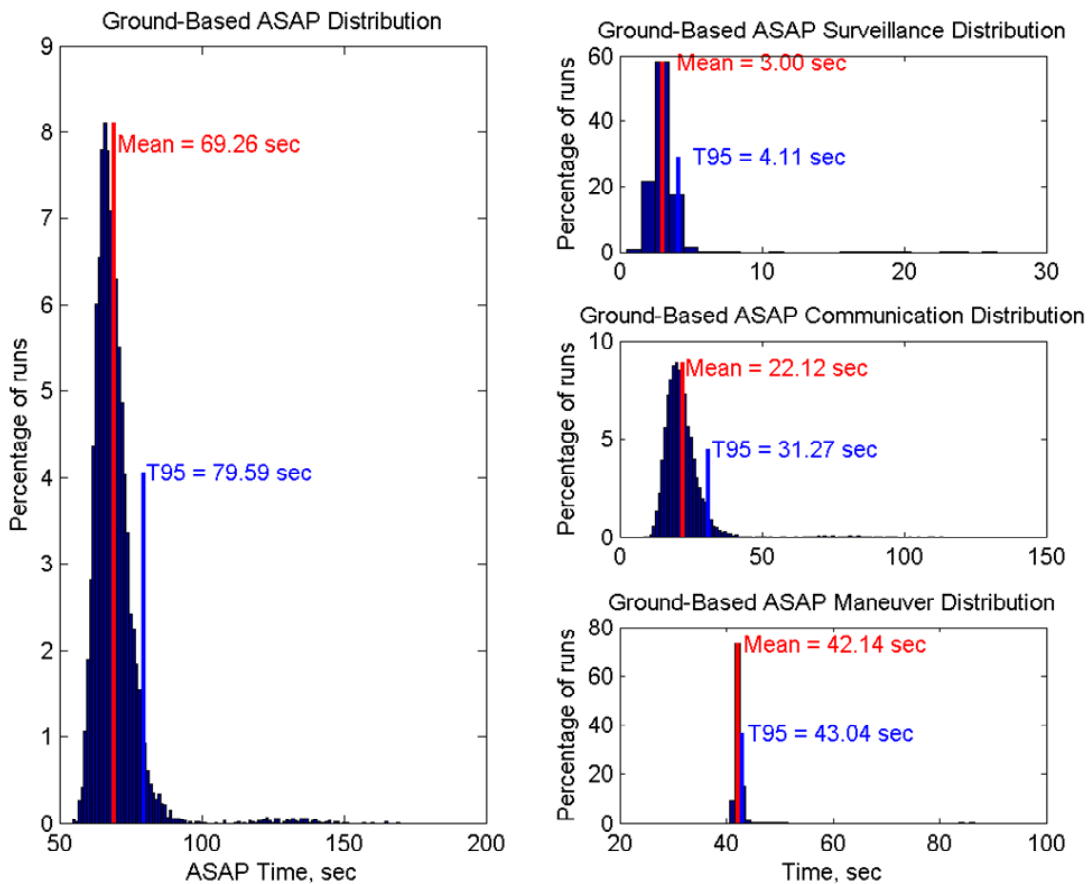 Ground-Based ASAP Distribution
9
8
7
6
5
4
3
2
1
0
Percentage of runs
Mean = 69.26 sec
T95 = 79.59 sec
50 100 150 200
ASAP Time, sec
Ground-Based ASAP Surveillance Distribution
60
40
20
0
Percentage of runs
Mean = 3.00 sec
T95 = 4.11 sec
0 10 20 30
Ground-Based ASAP Communication Distribution
10
5
0
Percentage of runs
Mean = 22.12 sec
T95 = 31.27 sec
0 50 100 150
Ground-Based ASAP Maneuver Distribution
80
60
40
20
0
Percentage of runs
Mean = 42.14 sec
T95 = 43.04 sec
20 40 60 80 100
Time, sec